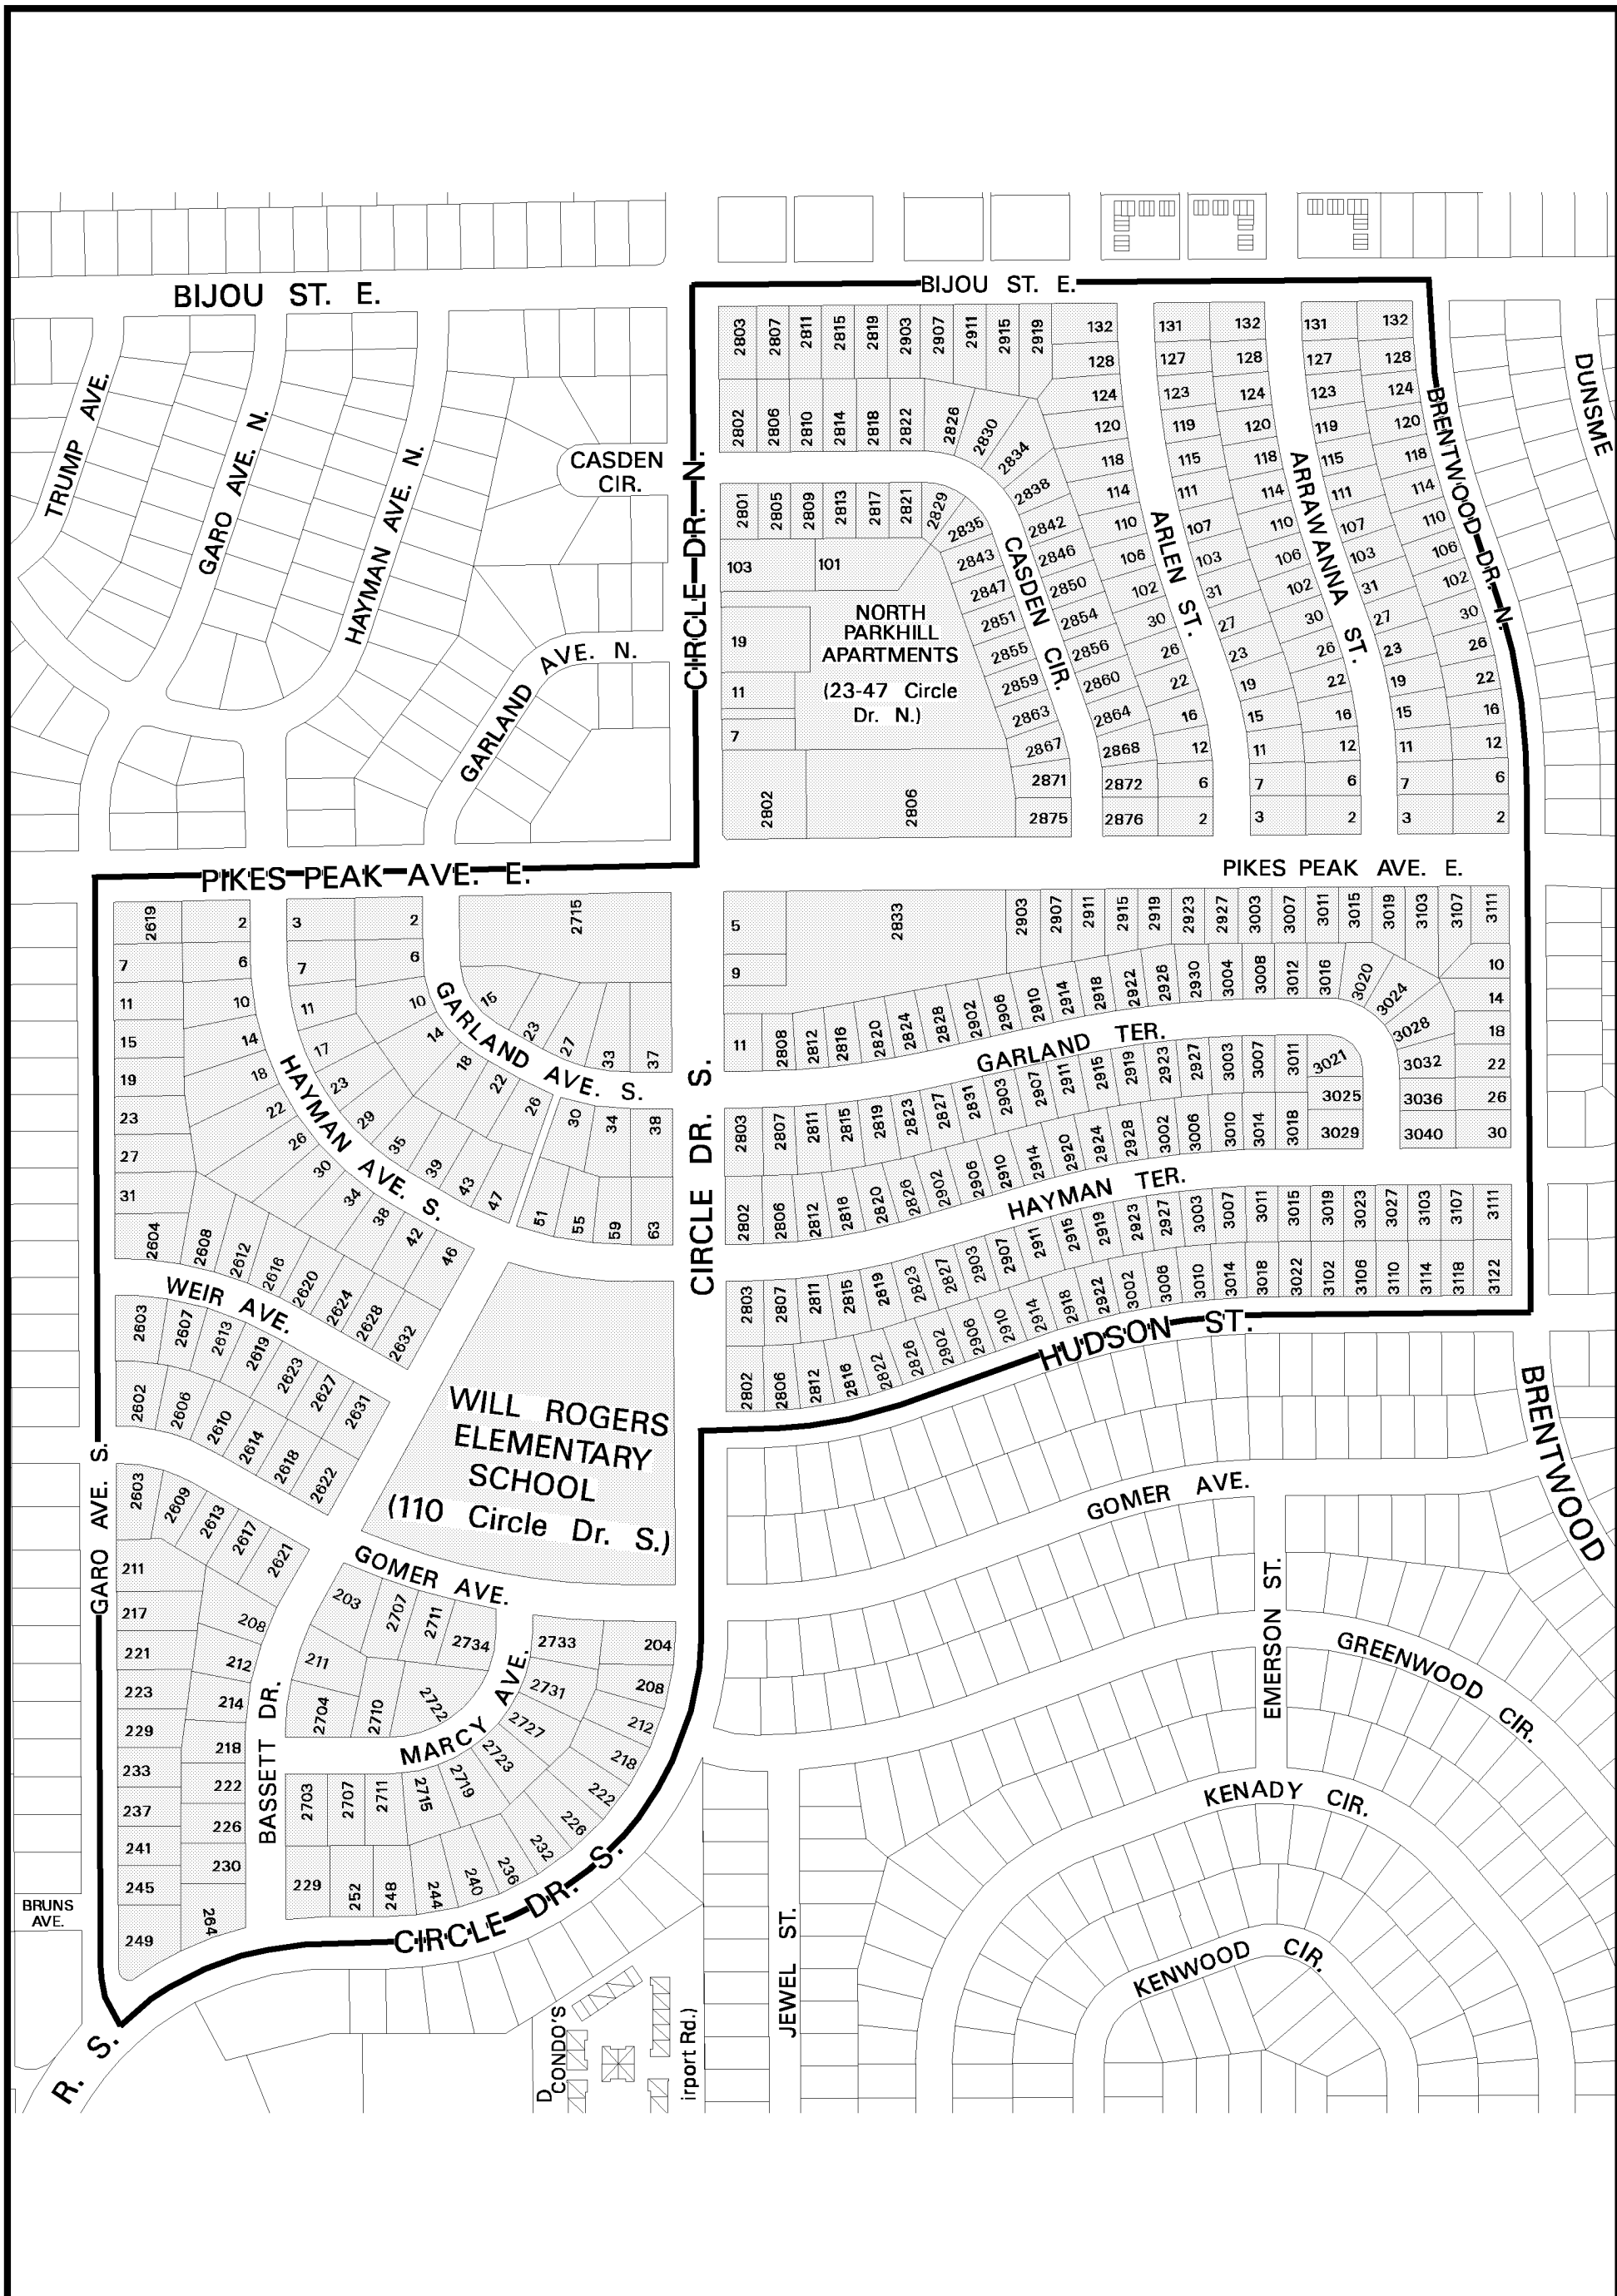 BIJOU ST. E.
BIJOU ST. E.
TRUMP AVE.
GARO AVE. N.
HAYMAN AVE. N.
CASDEN
CIR.
GARLAND AVE. N.
CIRCLE DR. N.
DUNSME
BRENTWOOD DR. N.
2803 2807 2811 2815 2819 2903 2907 2911 2915 2919
2802 2806 2810 2814 2818 2822 2826 2830 2834 2838 2842 2846 2850 2854 2856 2860 2864 2868 2872 2876
2801 2805 2809 2813 2817 2821 2829 2835 2843 2847 2851 2855 2859 2863 2867 2871 2875
CASDEN CIR.
103 101
19
11
7
2802 2806
NORTH
PARKHILL
APARTMENTS
(23-47 Circle
Dr. N.)
132 128 124 120 118 114 110 106 102 30 26 22 16 12 6 2
ARLEN ST.
131 127 123 119 115 111 107 103 31 27 23 19 15 11 7 3
132 128 124 120 118 114 110 106 102 30 26 22 16 12 6 2
ARRAWANNA ST.
131 127 123 119 115 111 107 103 31 27 23 19 15 11 7 3
132 128 124 120 118 114 110 106 102 30 26 22 16 12 6 2
PIKES PEAK AVE. E.
PIKES PEAK AVE. E.
2619 7 11 15 19 23 27 31 2604
2 6 10 14 18 22 26 30 34 38 42 46
HAYMAN AVE. S.
3 7 11 17 23 29 35 39 43 47 51 55 59 63
2 6 10 14 18 22 26 30 34 38
GARLAND AVE. S.
2715
15 23 27 33 37
2608 2612 2616 2620 2624 2628 2632
WEIR AVE.
2603 2607 2613 2619 2623 2627 2631
2602 2606 2610 2614 2618 2622
2603 2609 2613 2617 2621
GARO AVE. S.
WILL ROGERS
ELEMENTARY
SCHOOL
(110 Circle Dr. S.)
CIRCLE DR. S.
5 9 11
2833 2903 2907 2911 2915 2919 2923 2927 3003 3007 3011 3015 3019 3103 3107 3111
2808 2812 2816 2820 2824 2828 2902 2906 2910 2914 2918 2922 2926 2930 3004 3008 3012 3016 3020 3024 3028 3032 3036 3040
10 14 18 22 26 30
GARLAND TER.
2803 2807 2811 2815 2819 2823 2827 2831 2903 2907 2911 2915 2919 2923 2927 3003 3007 3011 3021 3025 3029
2802 2806 2812 2816 2820 2826 2902 2906 2910 2914 2920 2924 2928 3002 3006 3010 3014 3018
HAYMAN TER.
2803 2807 2811 2815 2819 2823 2827 2903 2907 2911 2915 2919 2923 2927 3003 3007 3011 3015 3019 3023 3027 3103 3107 3111
2802 2806 2812 2816 2822 2826 2902 2906 2910 2914 2918 2922 3002 3006 3010 3014 3018 3022 3102 3106 3110 3114 3118 3122
HUDSON ST.
BRENTWOOD
GOMER AVE.
EMERSON ST.
GREENWOOD CIR.
KENADY CIR.
KENWOOD CIR.
JEWEL ST.
GOMER AVE.
211 217 221 223 229 233 237 241 245 249
208 212 214 218 222 226 230 264
BASSETT DR.
203 2707 2711 2734
211 2704 2710 2722
MARCY AVE.
2733 2731 2727 2723 2719 2715 2711 2707 2703
204 208 212 218 222 226 232 236 240 244 248 252 229
CIRCLE DR. S.
BRUNS
AVE.
R. S.
D
CONDO'S
irport Rd.)